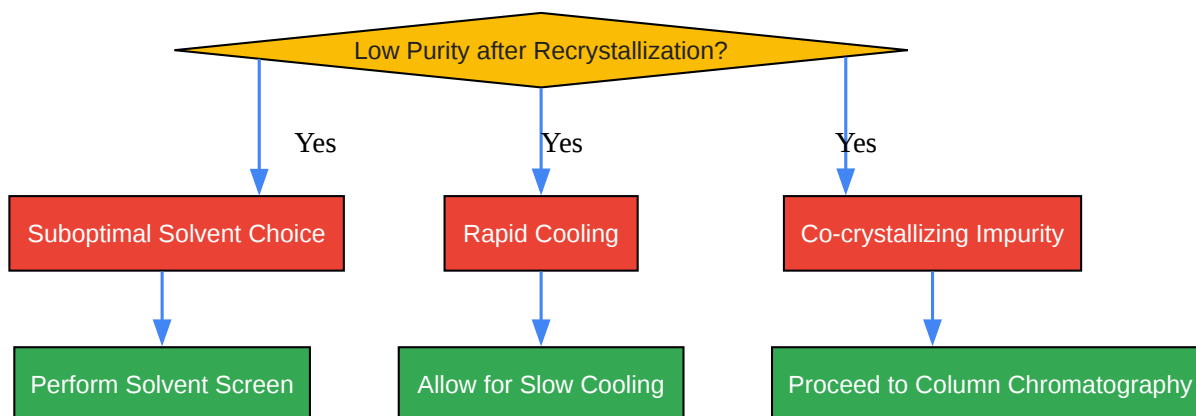 Low Purity after Recrystallization?
Yes Yes Yes
Suboptimal Solvent Choice Rapid Cooling Co-crystallizing Impurity
Perform Solvent Screen Allow for Slow Cooling Proceed to Column Chromatography